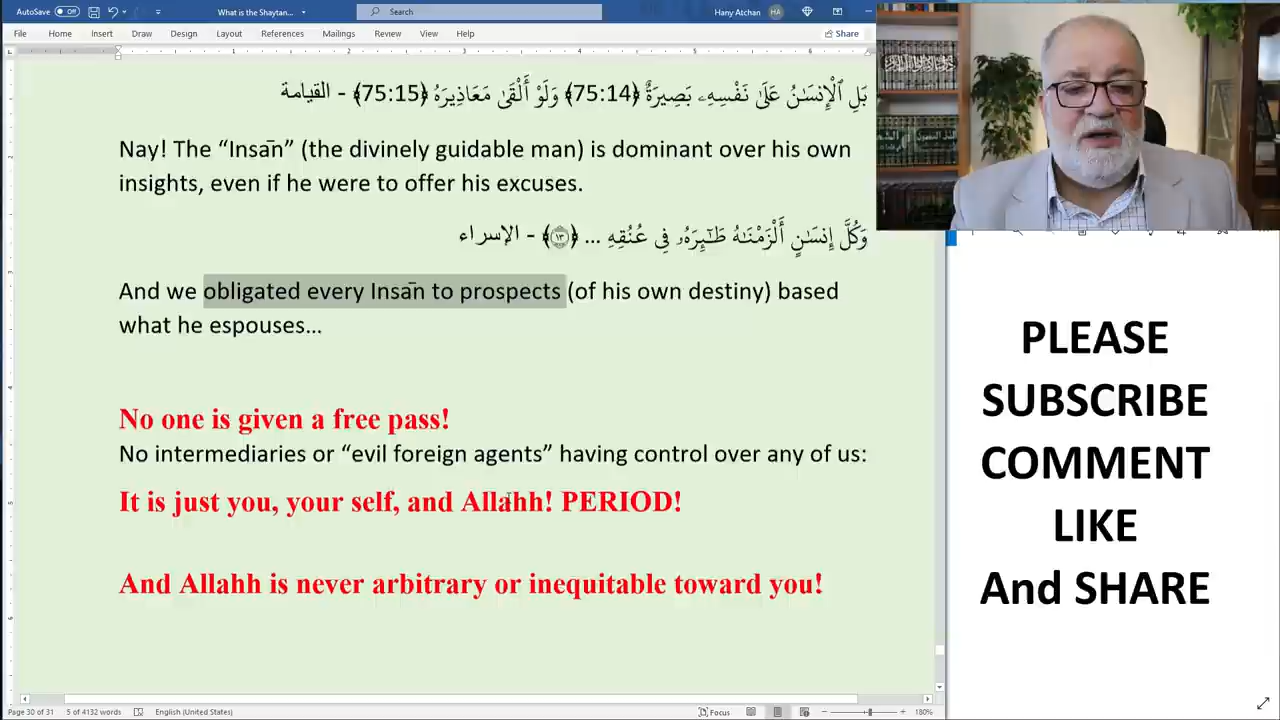 AutoSave Off What is the Shaytan... Search Hany Atchan HA
File Home Insert Draw Design Layout References Mailings Review View Help Share
بَلِ ٱلْإِنسَـٰنُ عَلَىٰ نَفْسِهِۦ بَصِيرَةٌ ﴿75:14﴾ وَلَوْ أَلْقَىٰ مَعَاذِيرَهُ ﴿75:15﴾ - القيامة
Nay! The “Insān” (the divinely guidable man) is dominant over his own
insights, even if he were to offer his excuses.
وَكُلَّ إِنسَـٰنٍ أَلْزَمْنَـٰهُ طَـٰٓئِرَهُۥ فِى عُنُقِهِ ... ﴿١٣﴾ - الإسراء
And we obligated every Insān to prospects (of his own destiny) based
what he espouses...
No one is given a free pass!
No intermediaries or “evil foreign agents” having control over any of us:
It is just you, your self, and Allahh! PERIOD!
And Allahh is never arbitrary or inequitable toward you!
PLEASE
SUBSCRIBE
COMMENT
LIKE
And SHARE
Page 30 of 31 5 of 4132 words English (United States) Focus 180%